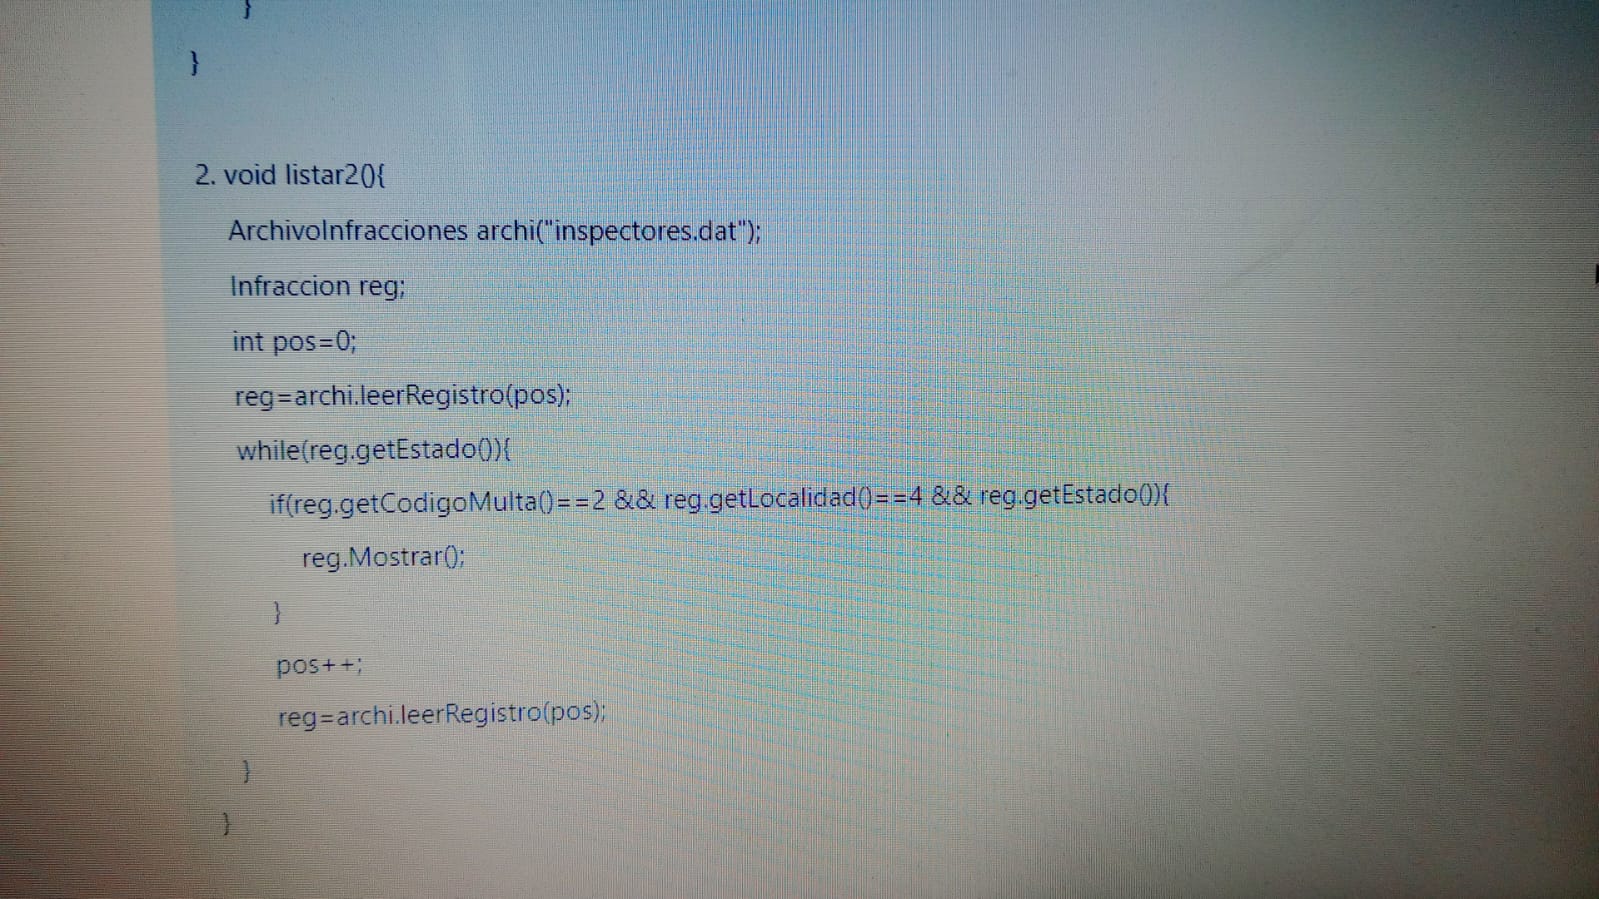 }
}
2. void listar2(){
ArchivoInfracciones archi("inspectores.dat");
Infraccion reg;
int pos=0;
reg=archi.leerRegistro(pos);
while(reg.getEstado()){
if(reg.getCodigoMulta()==2 && reg.getLocalidad()==4 && reg.getEstado()){
reg.Mostrar();
}
pos++;
reg=archi.leerRegistro(pos);
}
}